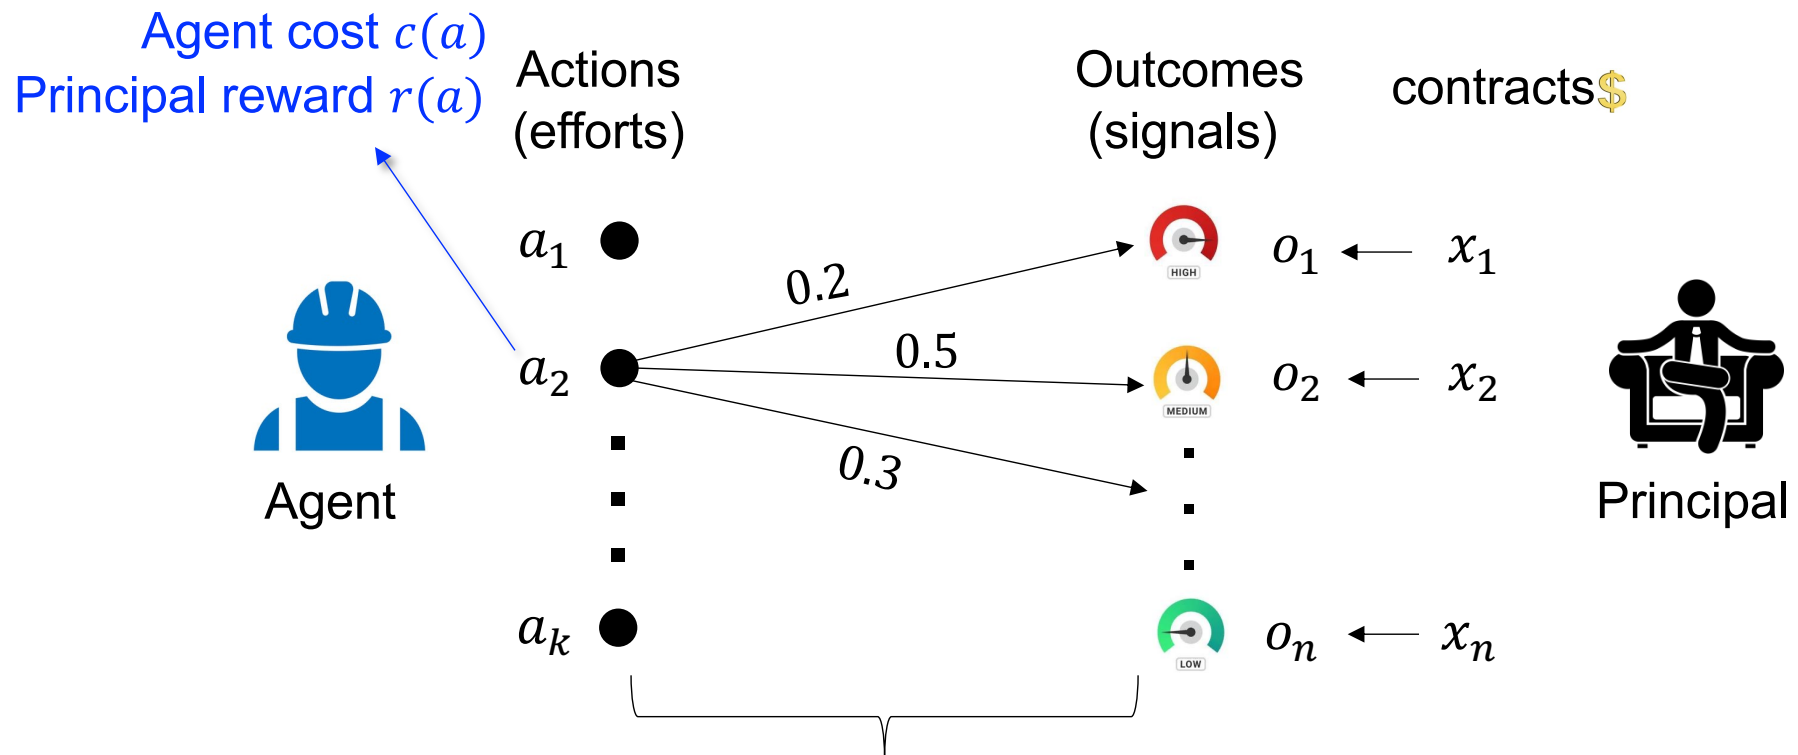 Agent cost c(a)
Principal reward r(a)
Actions
(efforts)
Outcomes
(signals)
contracts$
a₁
0.2
HIGH
o₁
x₁
a₂
0.5
MEDIUM
o₂
x₂
0.3
Agent
Principal
aₖ
LOW
oₙ
xₙ